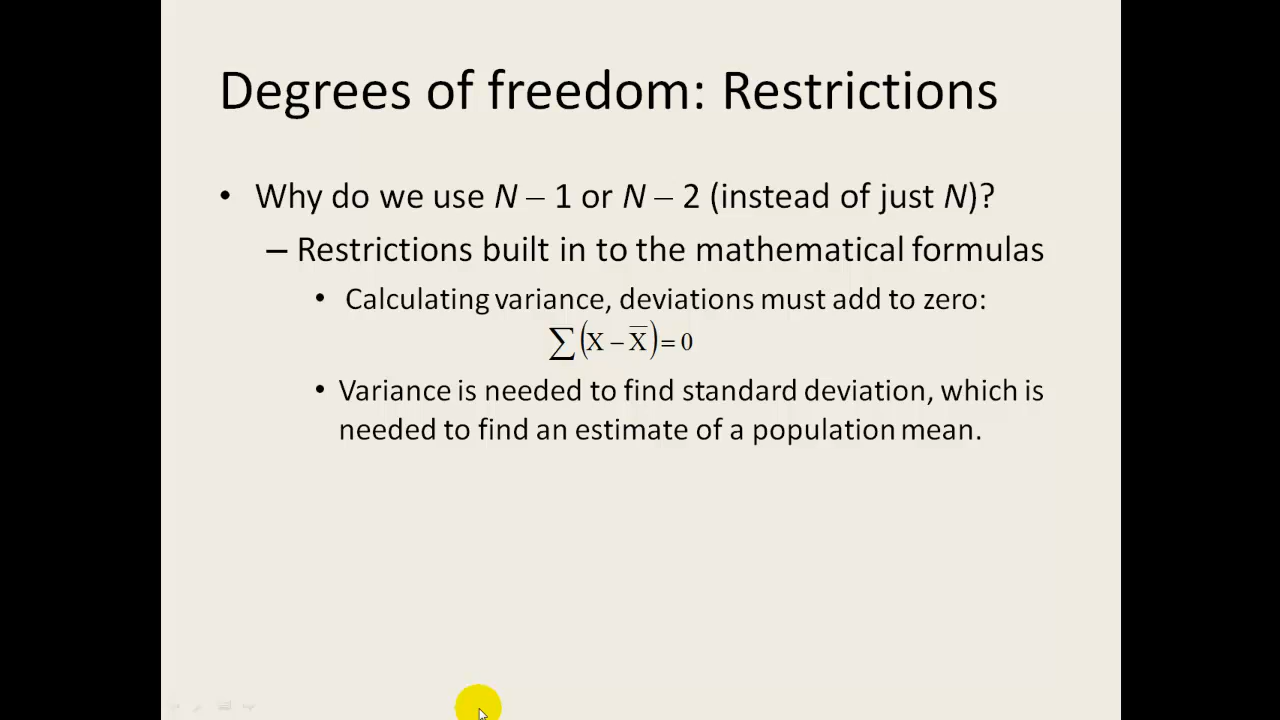 Degrees of freedom: Restrictions
• Why do we use N – 1 or N – 2 (instead of just N)?
– Restrictions built in to the mathematical formulas
• Calculating variance, deviations must add to zero:
∑(X – X̅) = 0
• Variance is needed to find standard deviation, which is
needed to find an estimate of a population mean.